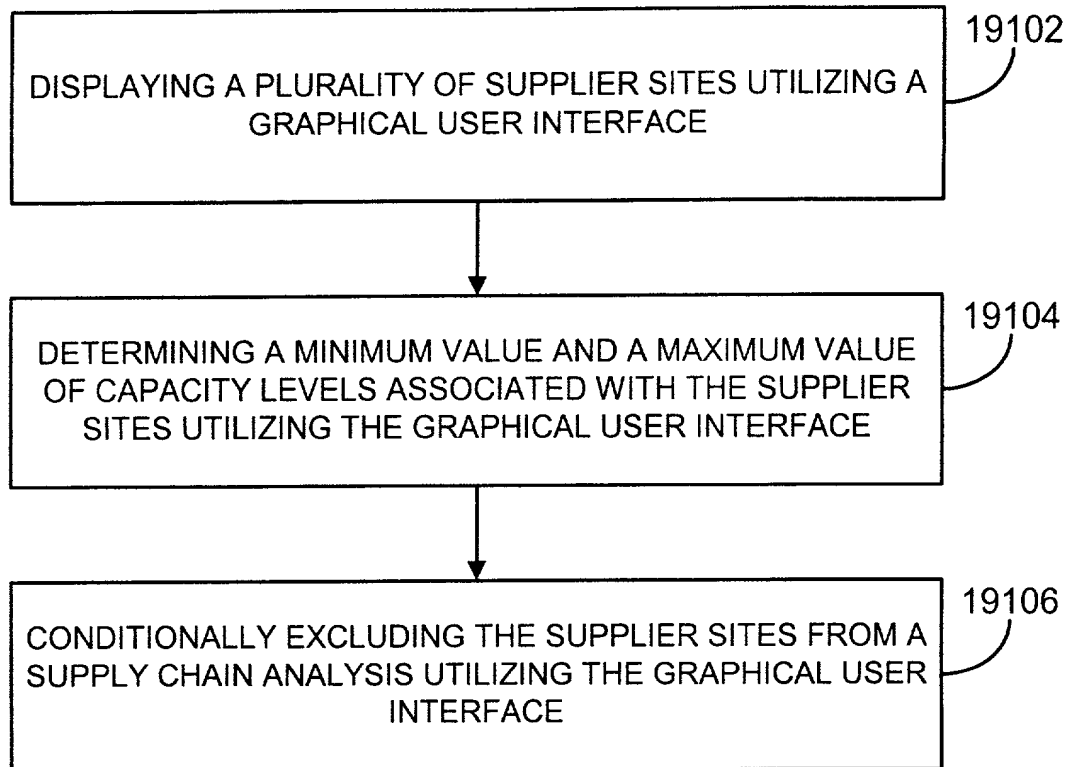 19102
DISPLAYING A PLURALITY OF SUPPLIER SITES UTILIZING A
GRAPHICAL USER INTERFACE
19104
DETERMINING A MINIMUM VALUE AND A MAXIMUM VALUE
OF CAPACITY LEVELS ASSOCIATED WITH THE SUPPLIER
SITES UTILIZING THE GRAPHICAL USER INTERFACE
19106
CONDITIONALLY EXCLUDING THE SUPPLIER SITES FROM A
SUPPLY CHAIN ANALYSIS UTILIZING THE GRAPHICAL USER
INTERFACE